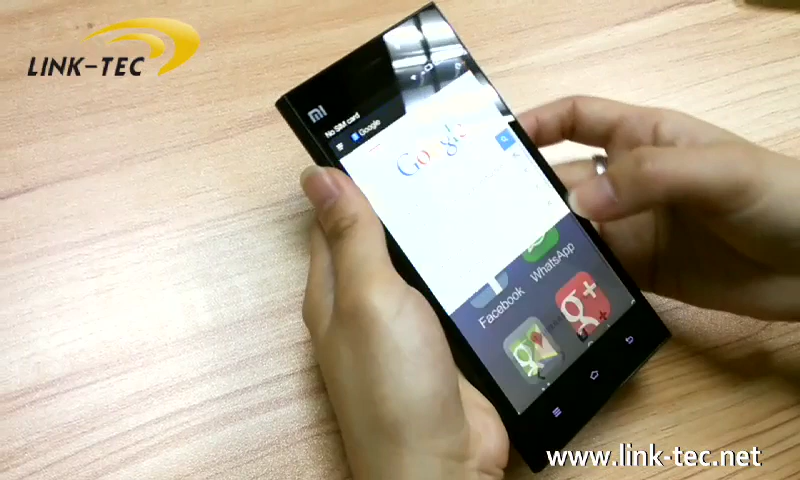 LINK-TEC
MI
No SIM card
Google
Google
WhatsApp
Facebook
g+
www.link-tec.net